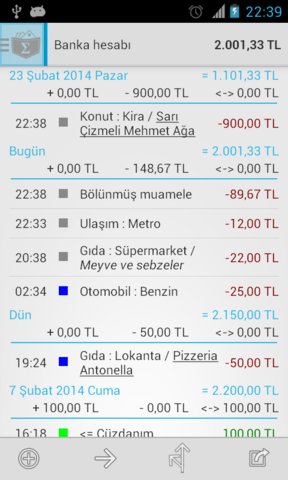 22:39
Banka hesabı 2.001,33 TL
23 Şubat 2014 Pazar = 1.101,33 TL
+ 0,00 TL - 900,00 TL <-> 0,00 TL
22:38 Konut : Kira / Sarı Çizmeli Mehmet Ağa -900,00 TL
Bugün = 2.001,33 TL
+ 0,00 TL - 148,67 TL <-> 0,00 TL
22:38 Bölünmüş muamele -89,67 TL
22:33 Ulaşım : Metro -12,00 TL
20:38 Gıda : Süpermarket / Meyve ve sebzeler -22,00 TL
02:34 Otomobil : Benzin -25,00 TL
Dün = 2.150,00 TL
+ 0,00 TL - 50,00 TL <-> 0,00 TL
19:24 Gıda : Lokanta / Pizzeria Antonella -50,00 TL
7 Şubat 2014 Cuma = 2.200,00 TL
+ 100,00 TL - 0,00 TL <-> 100,00 TL
16:18 <= Cüzdanım 100,00 TL